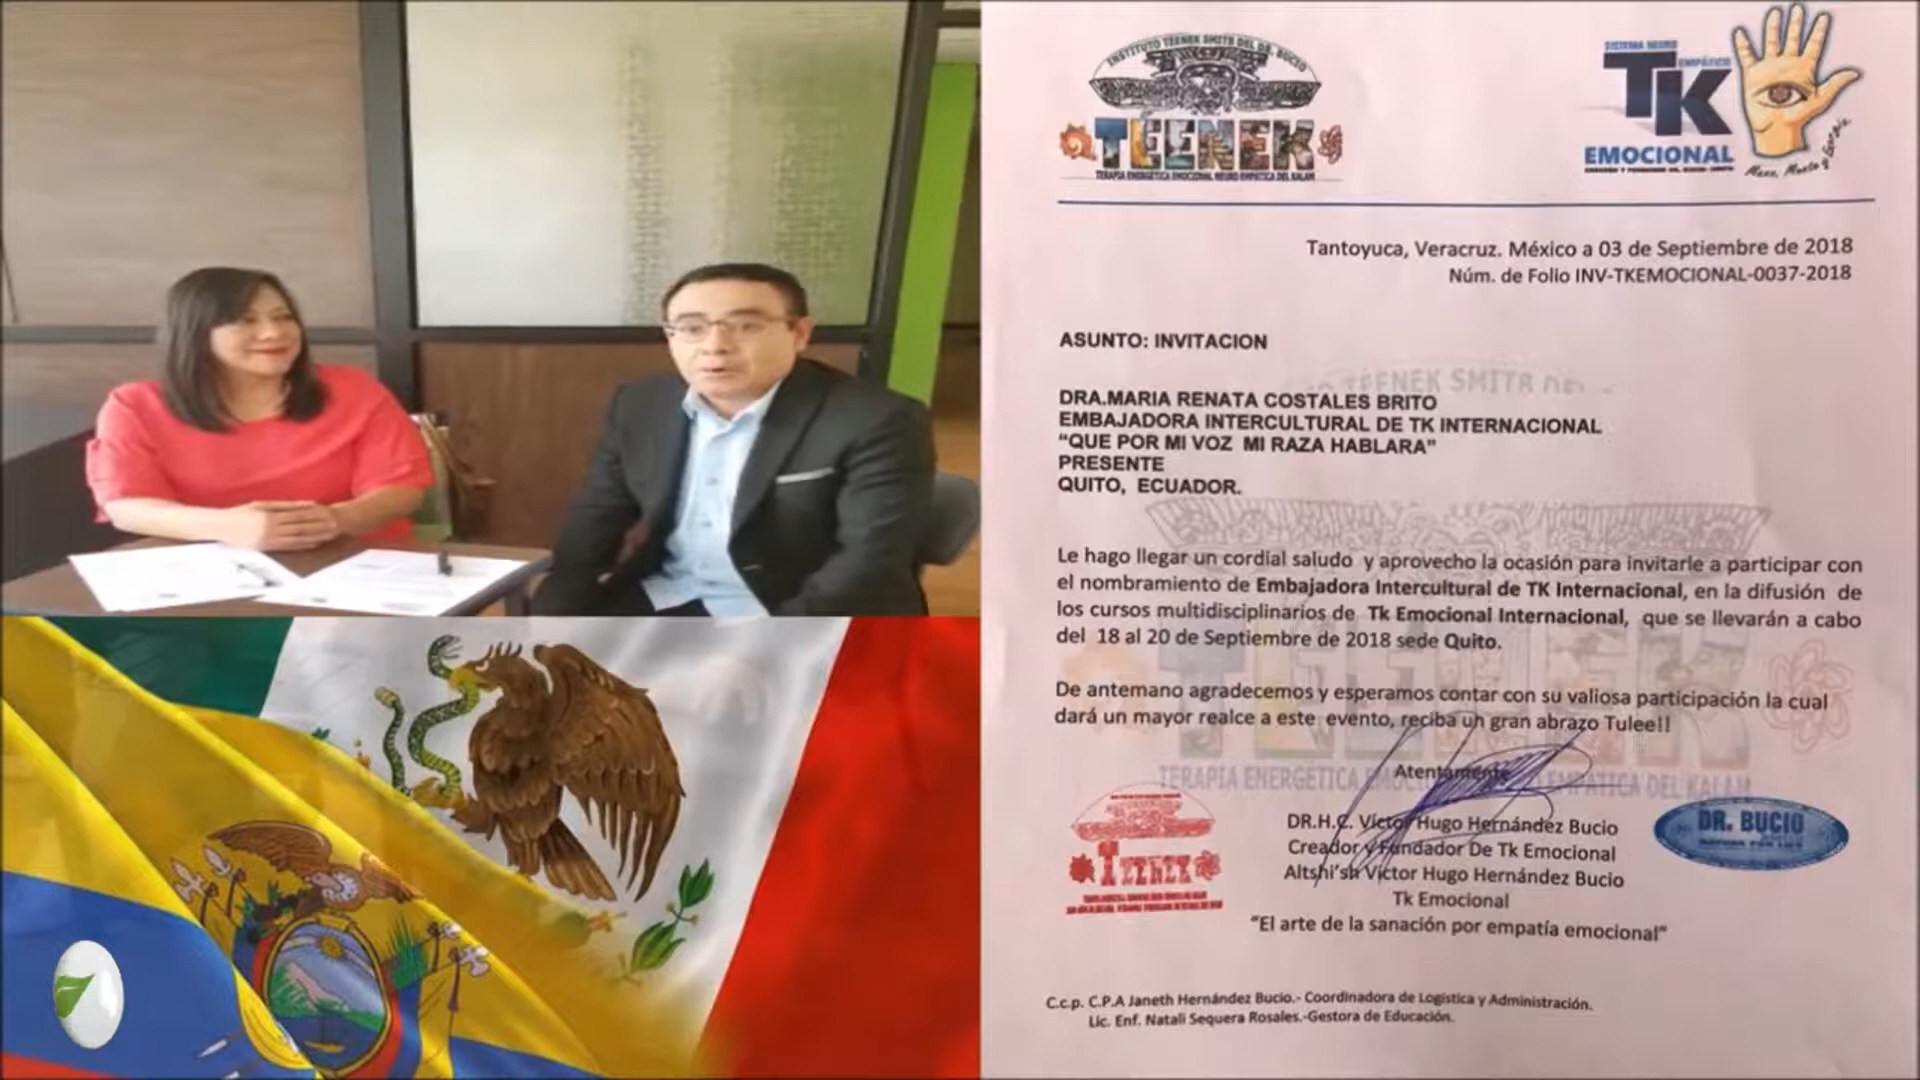 INSTITUTO TEENEK SMITR DEL DR. BUCIO
TEENEK
TERAPIA ENERGÉTICA EMOCIONAL NEURO EMPÁTICA DEL KALAM
SISTEMA NEURO
EMPÁTICO
TK
EMOCIONAL
Mano, Mente y Energía
Tantoyuca, Veracruz. México a 03 de Septiembre de 2018
Núm. de Folio INV-TKEMOCIONAL-0037-2018
ASUNTO: INVITACION
TEENEK SMITR
DRA.MARIA RENATA COSTALES BRITO
EMBAJADORA INTERCULTURAL DE TK INTERNACIONAL
“QUE POR MI VOZ MI RAZA HABLARA”
PRESENTE
QUITO, ECUADOR.
Le hago llegar un cordial saludo y aprovecho la ocasión para invitarle a participar con
el nombramiento de Embajadora Intercultural de TK Internacional, en la difusión de
los cursos multidisciplinarios de Tk Emocional Internacional, que se llevarán a cabo
del 18 al 20 de Septiembre de 2018 sede Quito.
De antemano agradecemos y esperamos contar con su valiosa participación la cual
dará un mayor realce a este evento, reciba un gran abrazo Tulee!!
TEENEK
TERAPIA ENERGÉTICA EMPÁTICA DEL KALAM
Atentamente
DR.H.C. Víctor Hugo Hernández Bucio
Creador y Fundador De Tk Emocional
Altshi’sh Víctor Hugo Hernández Bucio
Tk Emocional
“El arte de la sanación por empatía emocional”
TEENEK
DR. BUCIO
C.c.p. C.P.A Janeth Hernández Bucio.- Coordinadora de Logística y Administración.
Lic. Enf. Natali Sequera Rosales.-Gestora de Educación.